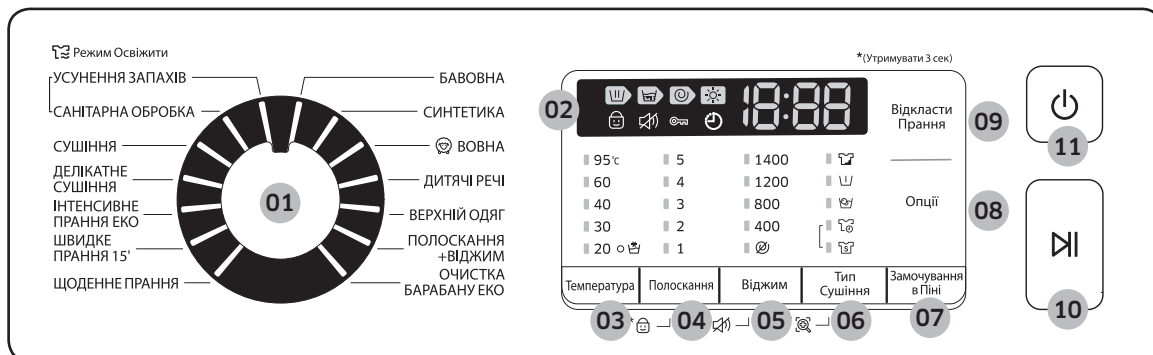 Режим Освіжити
УСУНЕННЯ ЗАПАХІВ
САНІТАРНА ОБРОБКА
СУШІННЯ
ДЕЛІКАТНЕ
СУШІННЯ
ІНТЕНСИВНЕ
ПРАННЯ ЕКО
ШВИДКЕ
ПРАННЯ 15'
ЩОДЕННЕ ПРАННЯ
01
БАВОВНА
СИНТЕТИКА
ВОВНА
ДИТЯЧІ РЕЧІ
ВЕРХНІЙ ОДЯГ
ПОЛОСКАННЯ
+ВІДЖИМ
ОЧИСТКА
БАРАБАНУ ЕКО
*(Утримувати 3 сек)
02
18:88
95℃ 5 1400
60 4 1200
40 3 800
30 2 400
20 1
Відкласти
Прання
09
Опції
08
Температура
Полоскання
Віджим
Тип
Сушіння
Замочування
в Піні
03 * 04 05 06 07
11
10